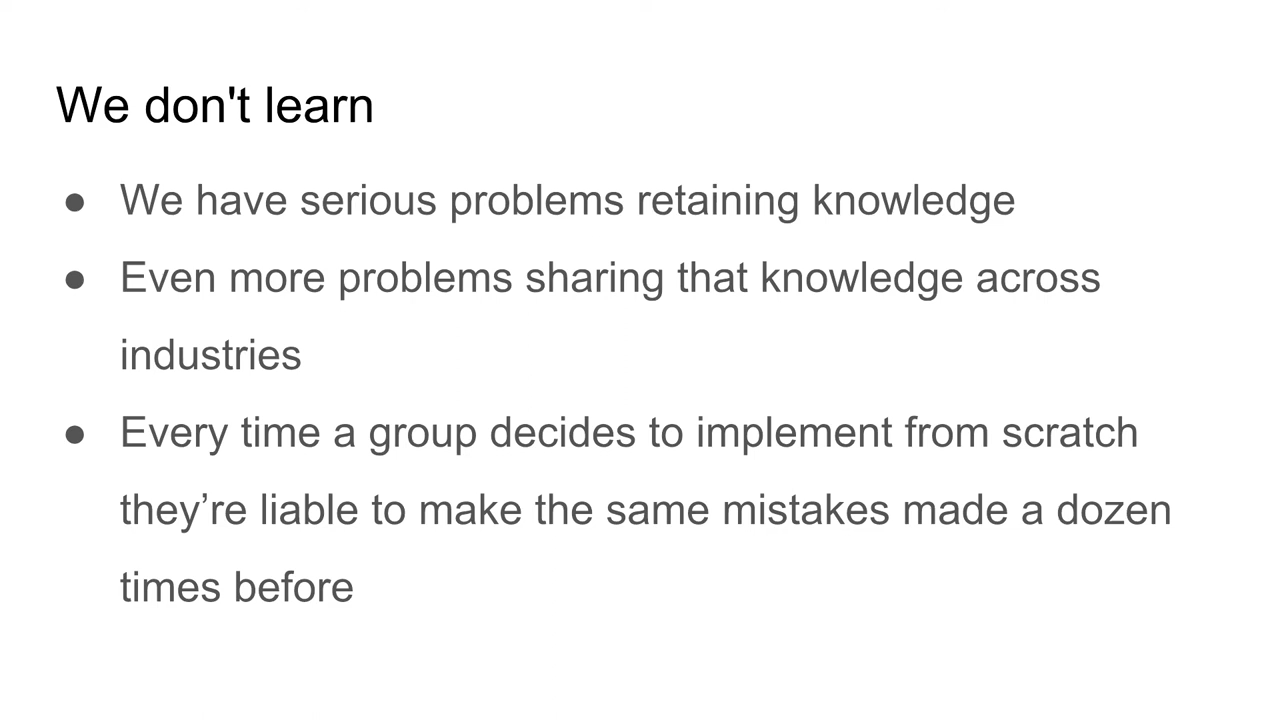 We don't learn
● We have serious problems retaining knowledge
● Even more problems sharing that knowledge across
industries
● Every time a group decides to implement from scratch
they’re liable to make the same mistakes made a dozen
times before